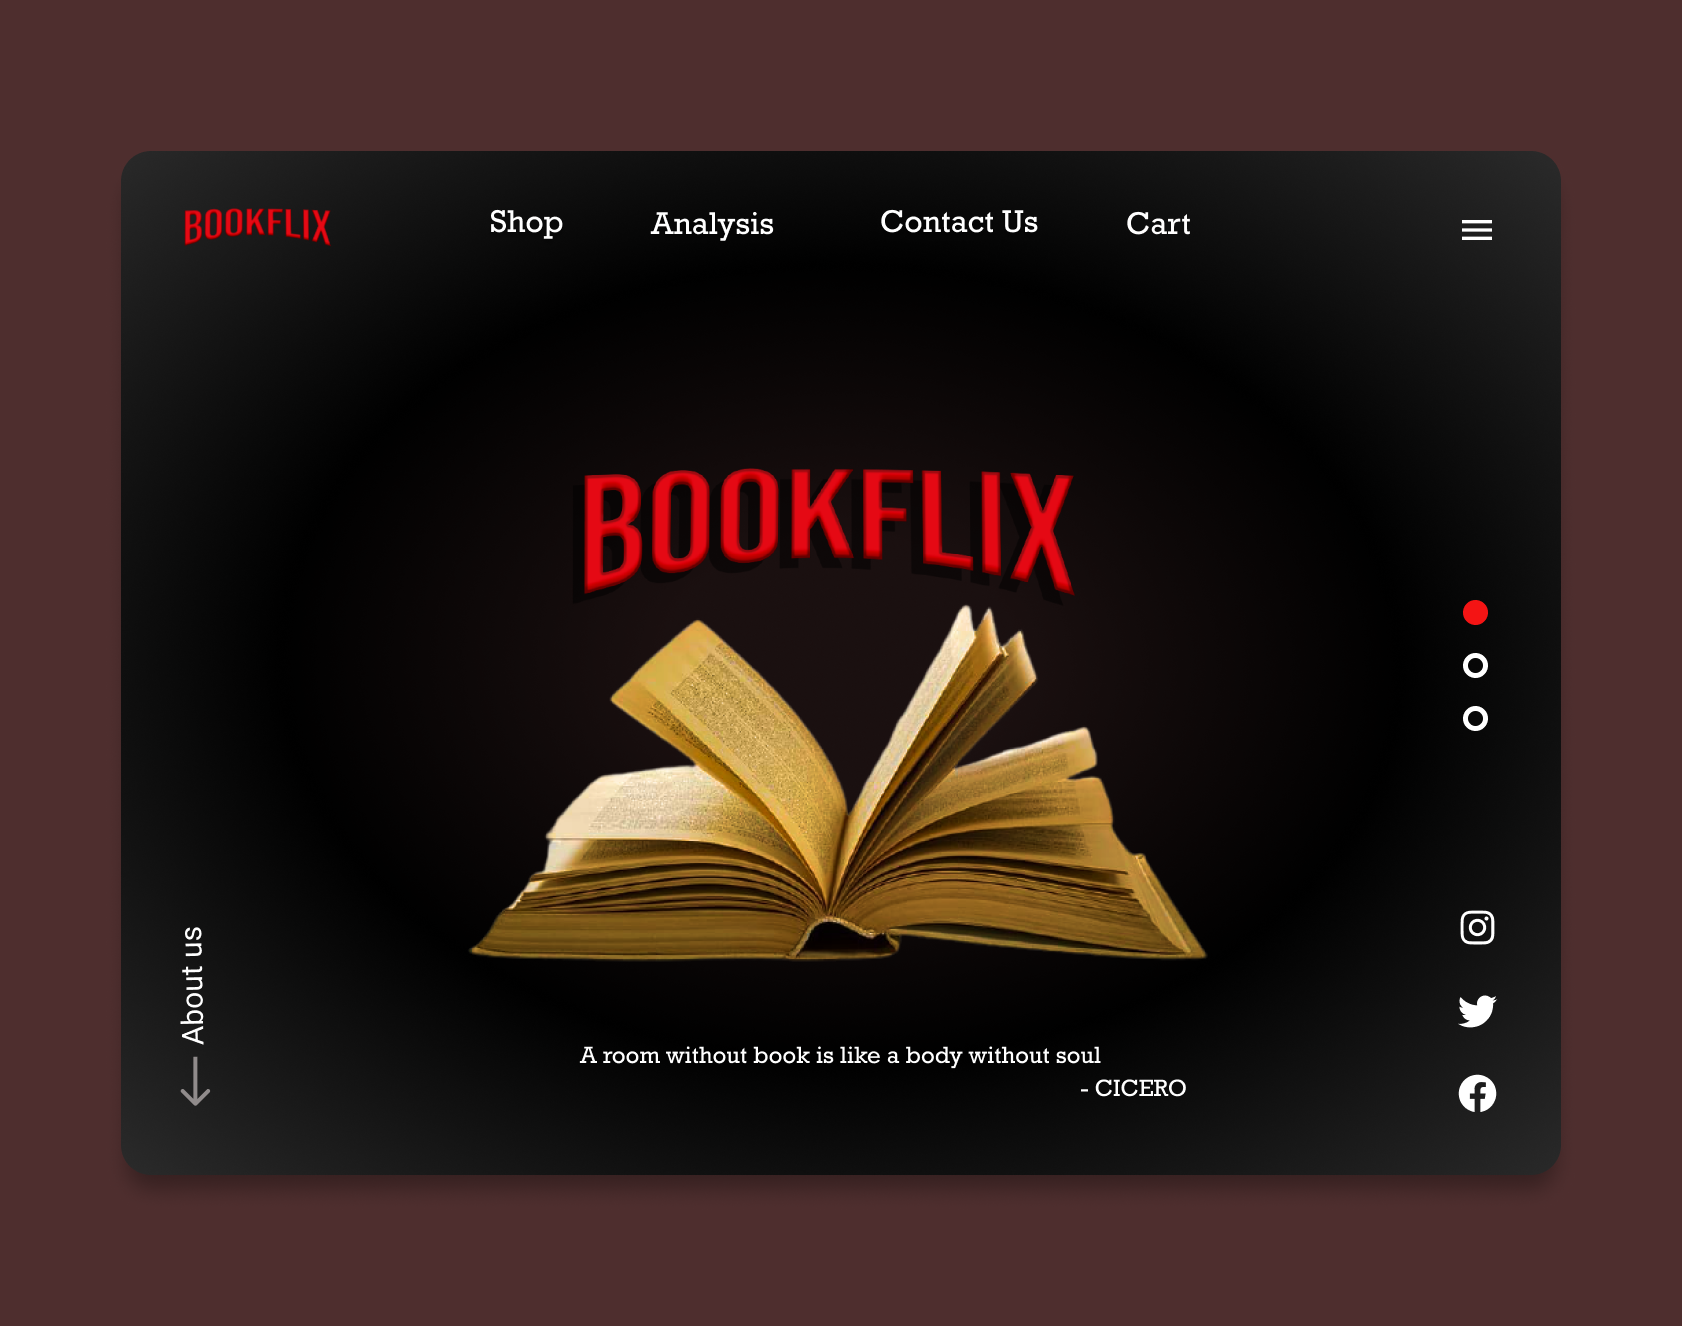 BOOKFLIX
Shop
Analysis
Contact Us
Cart
BOOKFLIX
About us
A room without book is like a body without soul
- CICERO